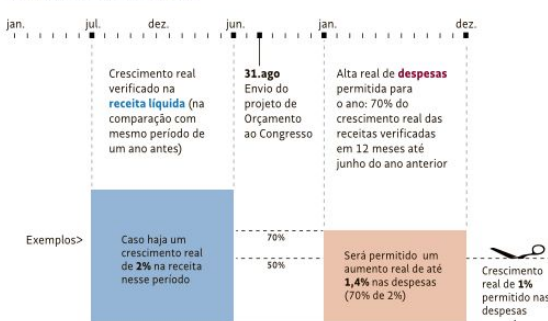 jan. jul. dez. jun. jan. dez.
Crescimento real
verificado na
receita líquida (na
comparação com
mesmo período de
um ano antes)
31.ago
Envio do
projeto de
Orçamento
ao Congresso
Alta real de despesas
permitida para
o ano: 70% do
crescimento real das
receitas verificadas
em 12 meses até
junho do ano anterior
Exemplos>
Caso haja um
crescimento real
de 2% na receita
nesse período
70%
50%
Será permitido um
aumento real de até
1,4% nas despesas
(70% de 2%)
Crescimento
real de 1%
permitido nas
despesas